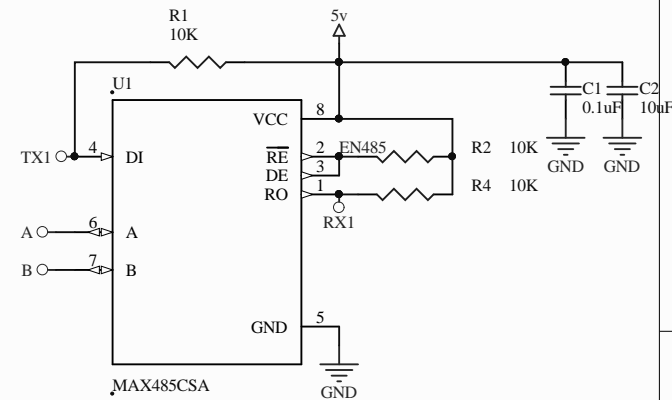 R1
10K
5v
U1
C1
0.1uF
C2
10uF
VCC
8
TX1
4
DI
RE
2
EN485
R2 10K
DE
3
RO
1
R4 10K
RX1
GND
GND
A
6
A
B
7
B
GND
5
GND
MAX485CSA